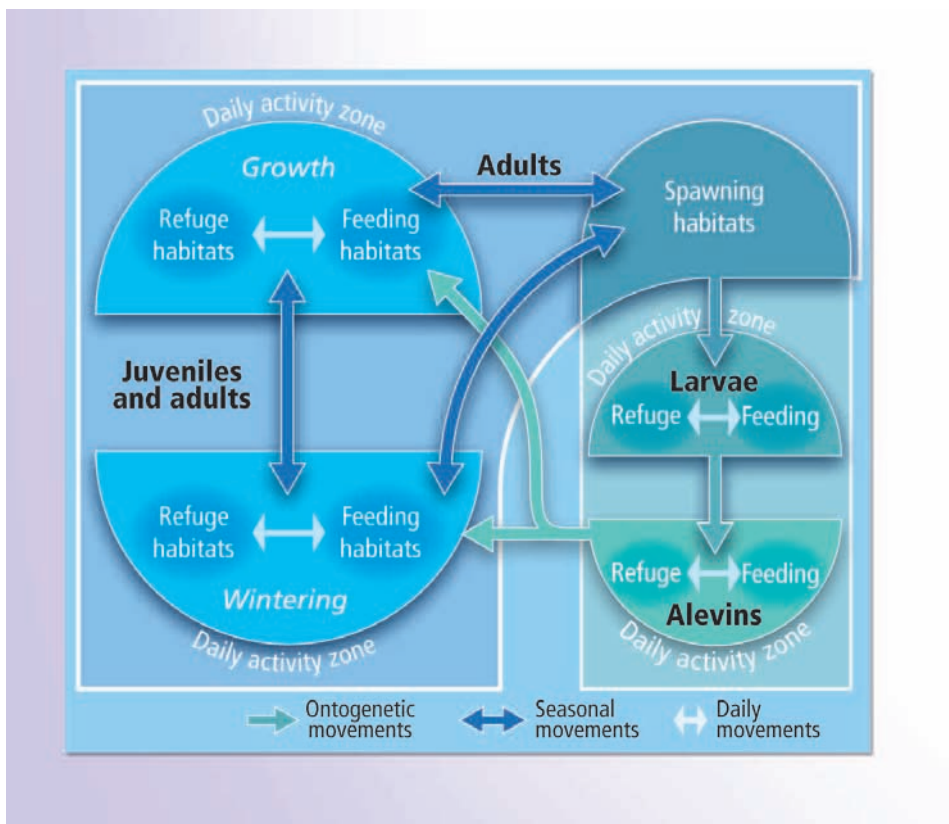 Daily activity zone
Growth
Adults
Refuge
habitats
Feeding
habitats
Spawning
habitats
Daily activity zone
Larvae
Refuge
Feeding
Juveniles
and adults
Refuge
habitats
Feeding
habitats
Wintering
Daily activity zone
Refuge
Feeding
Alevins
Daily activity zone
Ontogenetic
movements
Seasonal
movements
Daily
movements